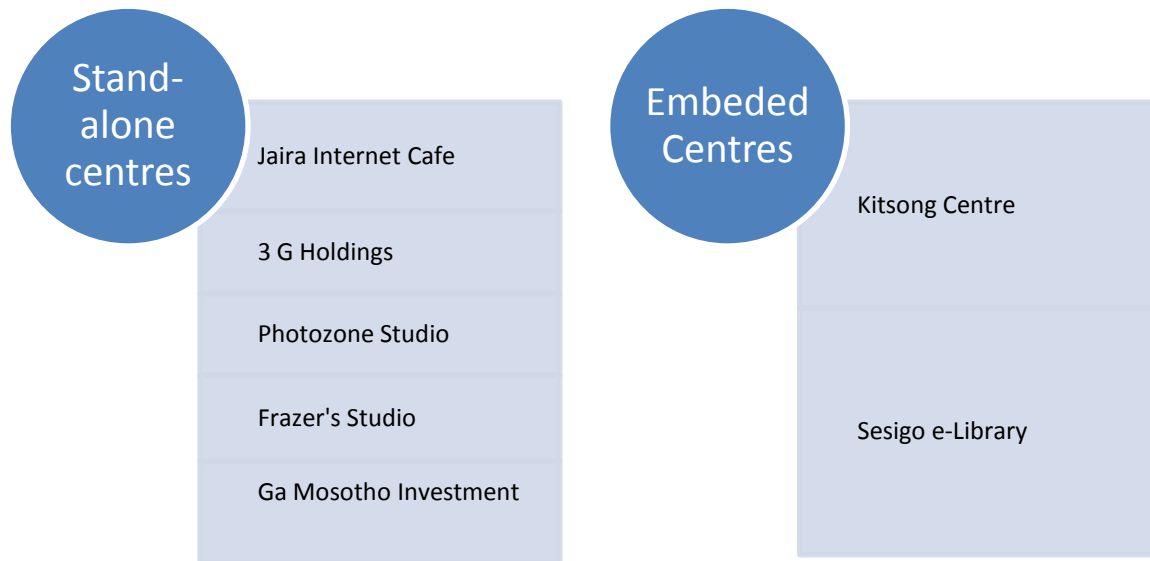 Stand-
alone
centres
Jaira Internet Cafe
3 G Holdings
Photozone Studio
Frazer's Studio
Ga Mosotho Investment
Embeded
Centres
Kitsong Centre
Sesigo e-Library